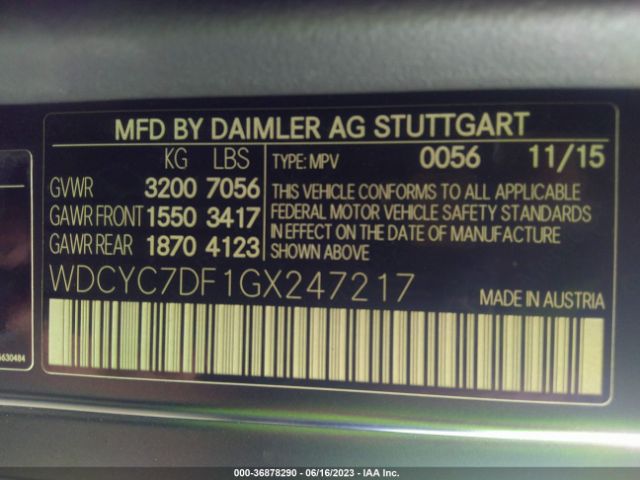 MFD BY DAIMLER AG STUTTGART
KG LBS
GVWR 3200 7056
GAWR FRONT 1550 3417
GAWR REAR 1870 4123
TYPE: MPV 0056 11/15
THIS VEHICLE CONFORMS TO ALL APPLICABLE
FEDERAL MOTOR VEHICLE SAFETY STANDARDS
IN EFFECT ON THE DATE OF MANUFACTURE
SHOWN ABOVE
WDCYC7DF1GX247217
MADE IN AUSTRIA
000-36878290 - 06/16/2023 - IAA Inc.